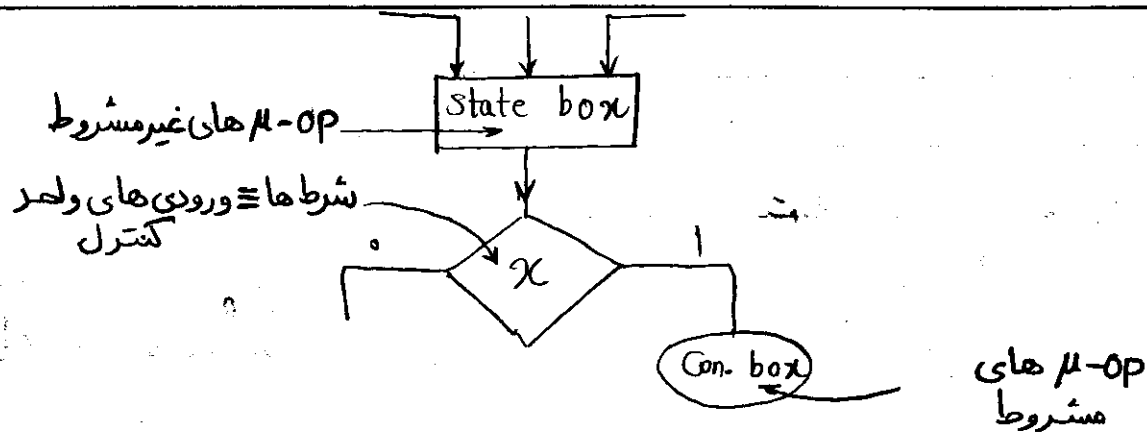 State box
μ-op های غیرمشروط
شرط ها ≡ ورودی های واحد
کنترل
x
0
1
Con. box
μ-op های
مشروط